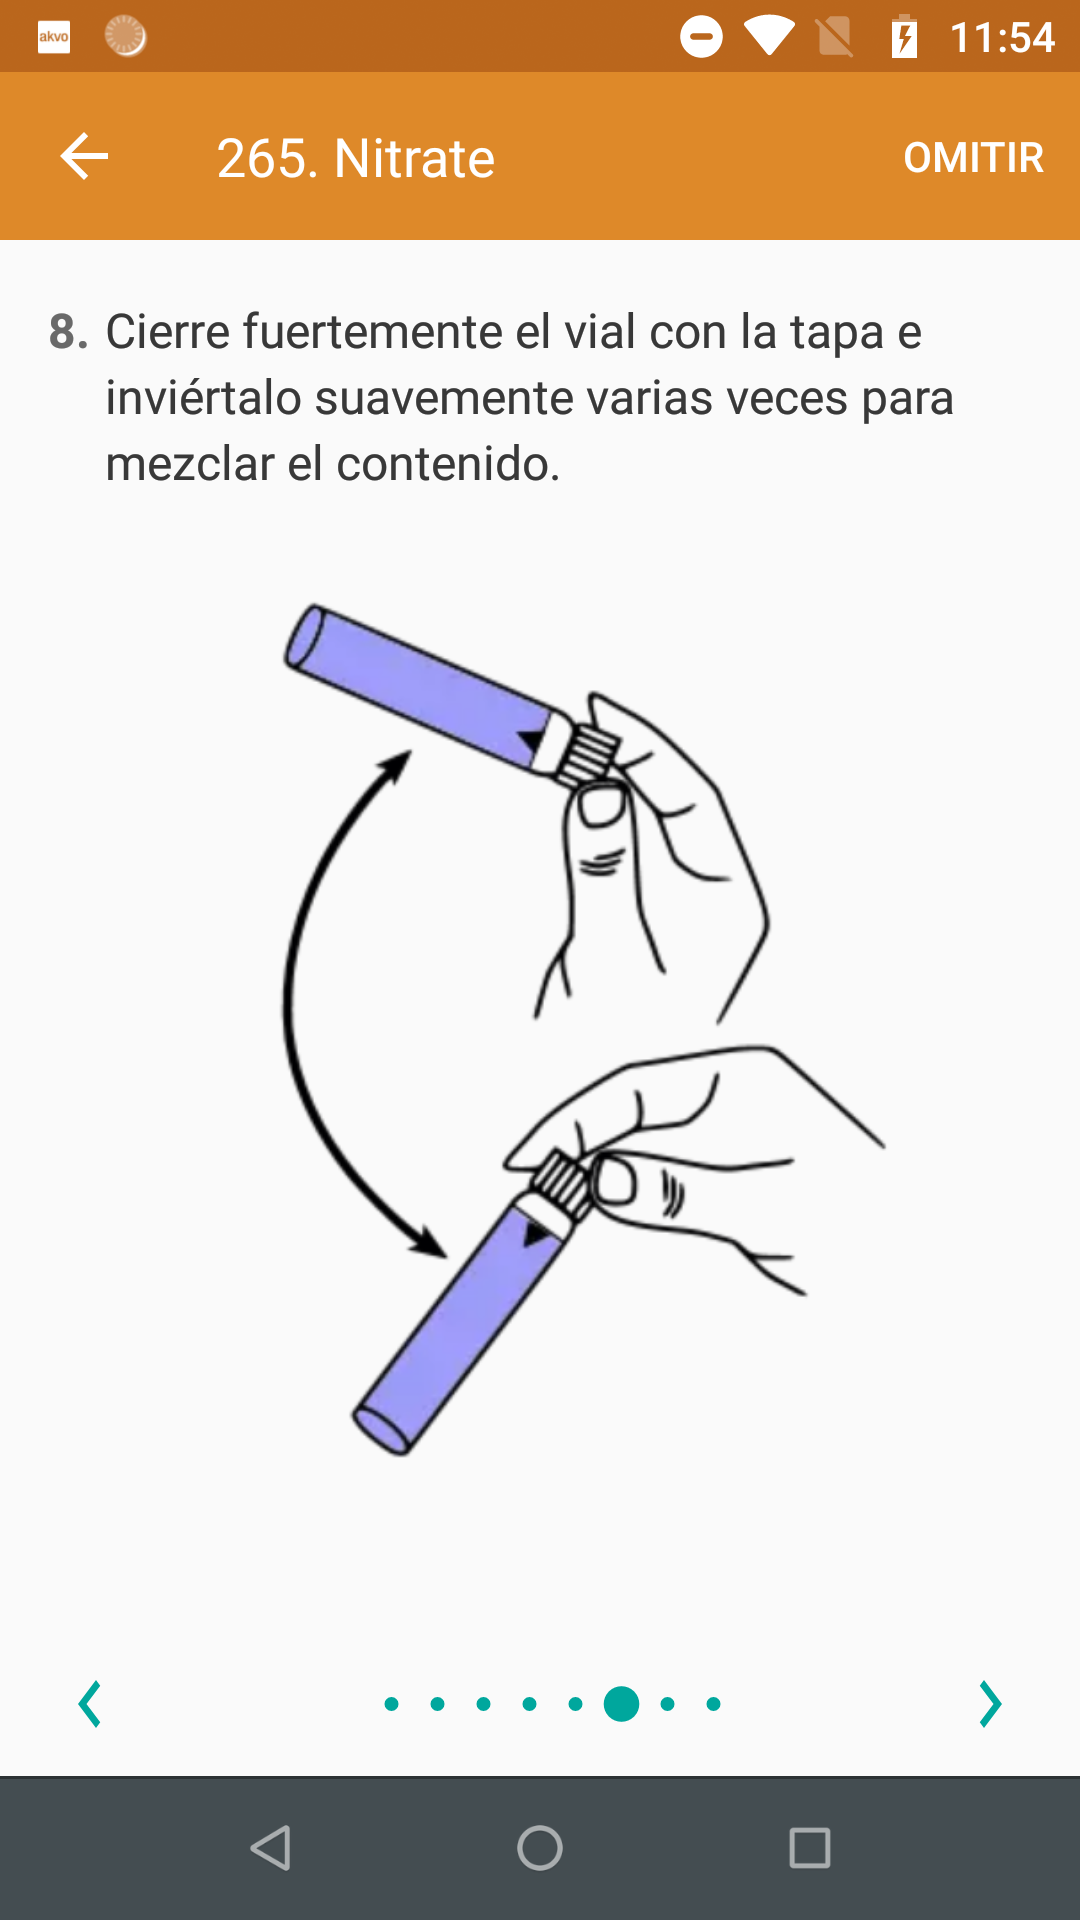 akvo
11:54
265. Nitrate
OMITIR
8. Cierre fuertemente el vial con la tapa e
inviértalo suavemente varias veces para
mezclar el contenido.